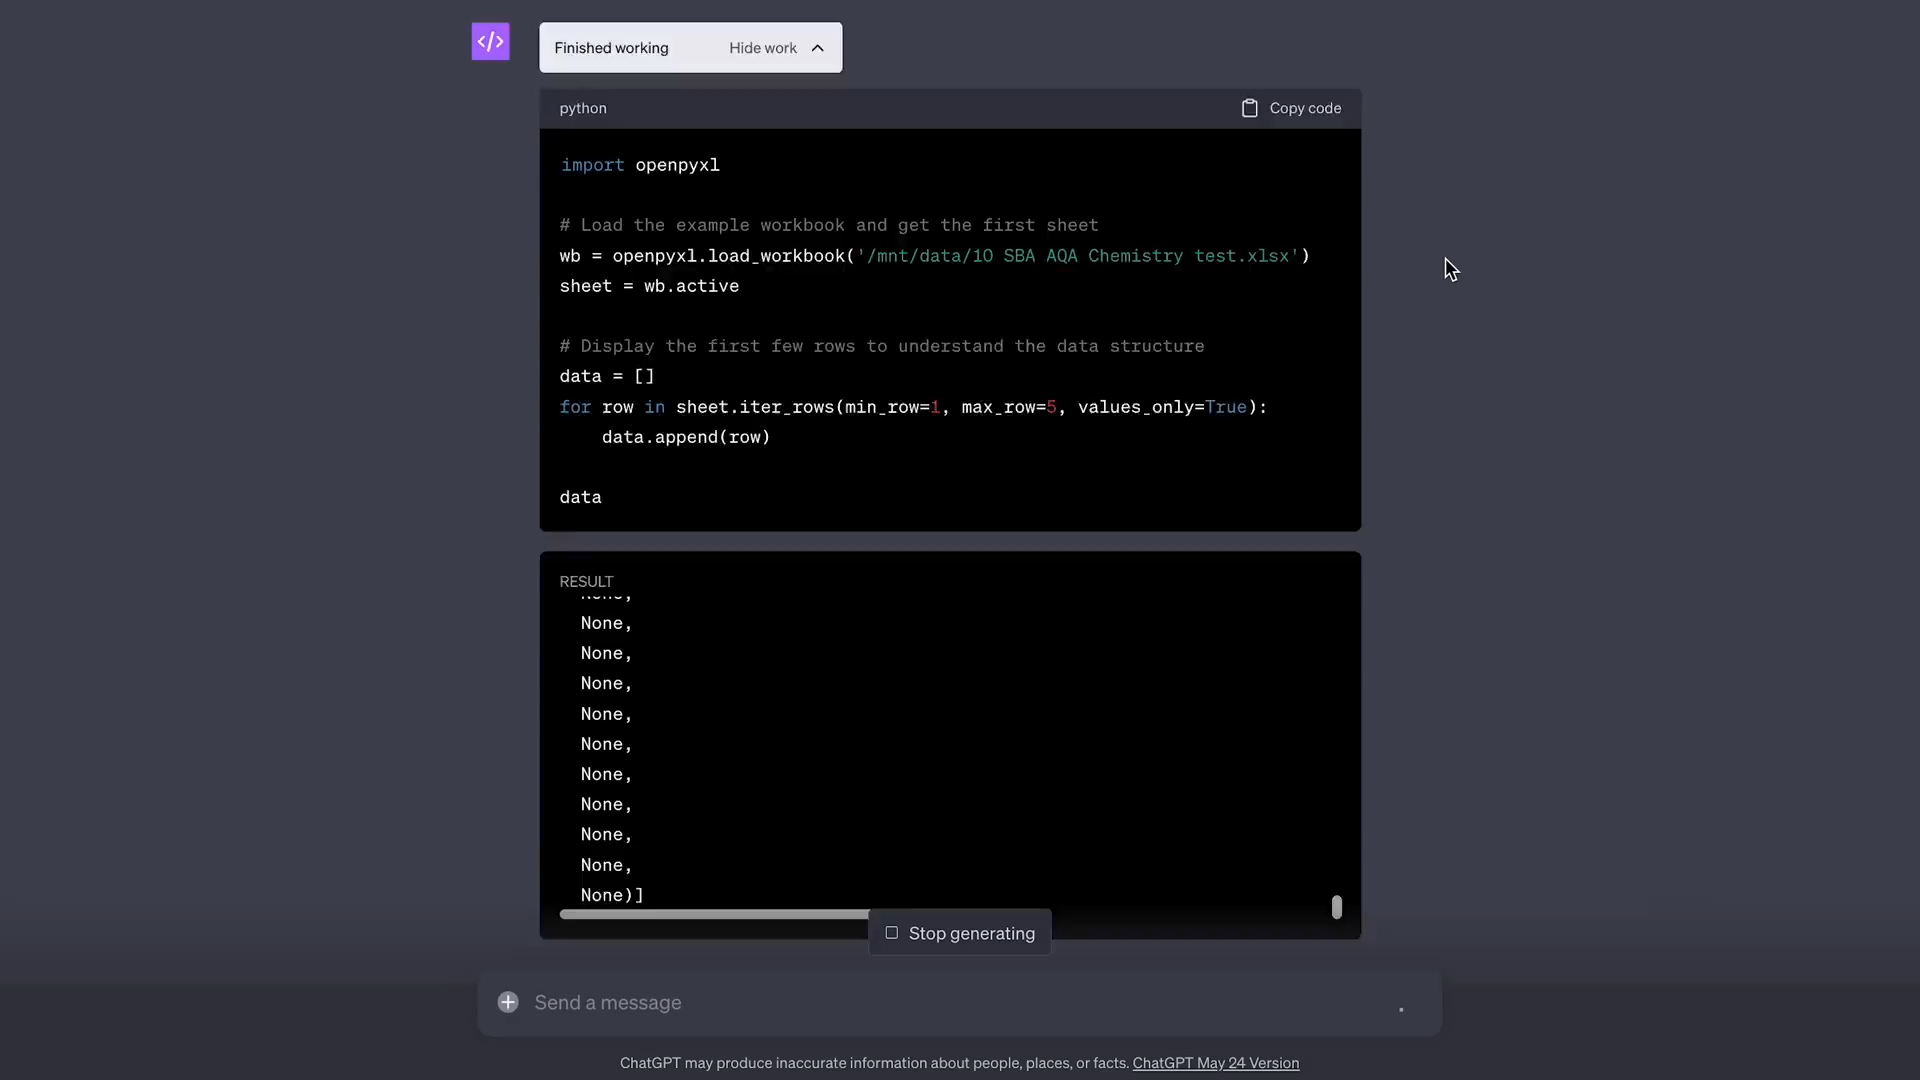 </>
Finished working Hide work
python Copy code
import openpyxl
# Load the example workbook and get the first sheet
wb = openpyxl.load_workbook('/mnt/data/10 SBA AQA Chemistry test.xlsx')
sheet = wb.active
# Display the first few rows to understand the data structure
data = []
for row in sheet.iter_rows(min_row=1, max_row=5, values_only=True):
    data.append(row)
data
RESULT
None,
None,
None,
None,
None,
None,
None,
None,
None,
None,
None)]
Stop generating
Send a message
ChatGPT may produce inaccurate information about people, places, or facts. ChatGPT May 24 Version